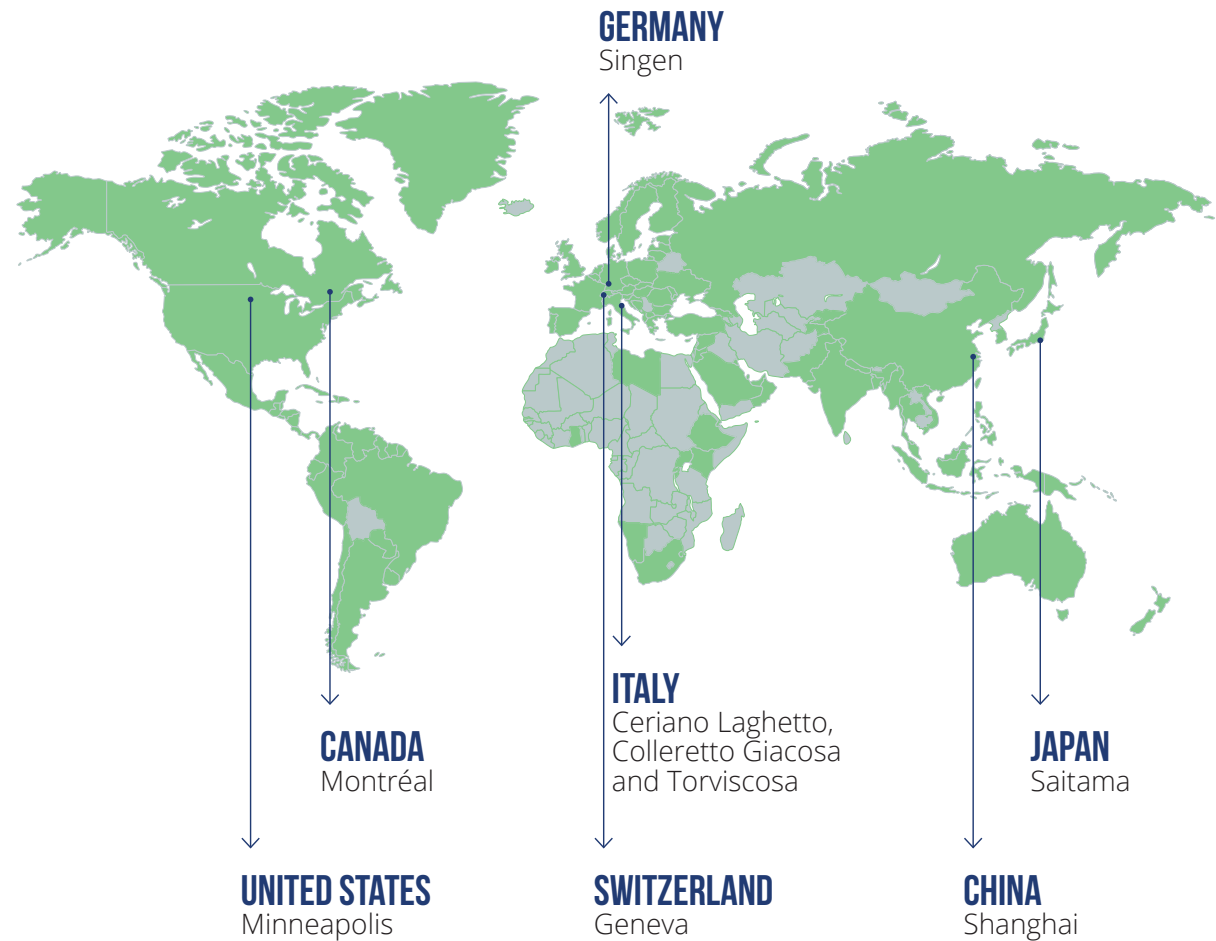 GERMANY
Singen
ITALY
Ceriano Laghetto,
Colleretto Giacosa
and Torviscosa
CANADA
Montréal
JAPAN
Saitama
UNITED STATES
Minneapolis
SWITZERLAND
Geneva
CHINA
Shanghai